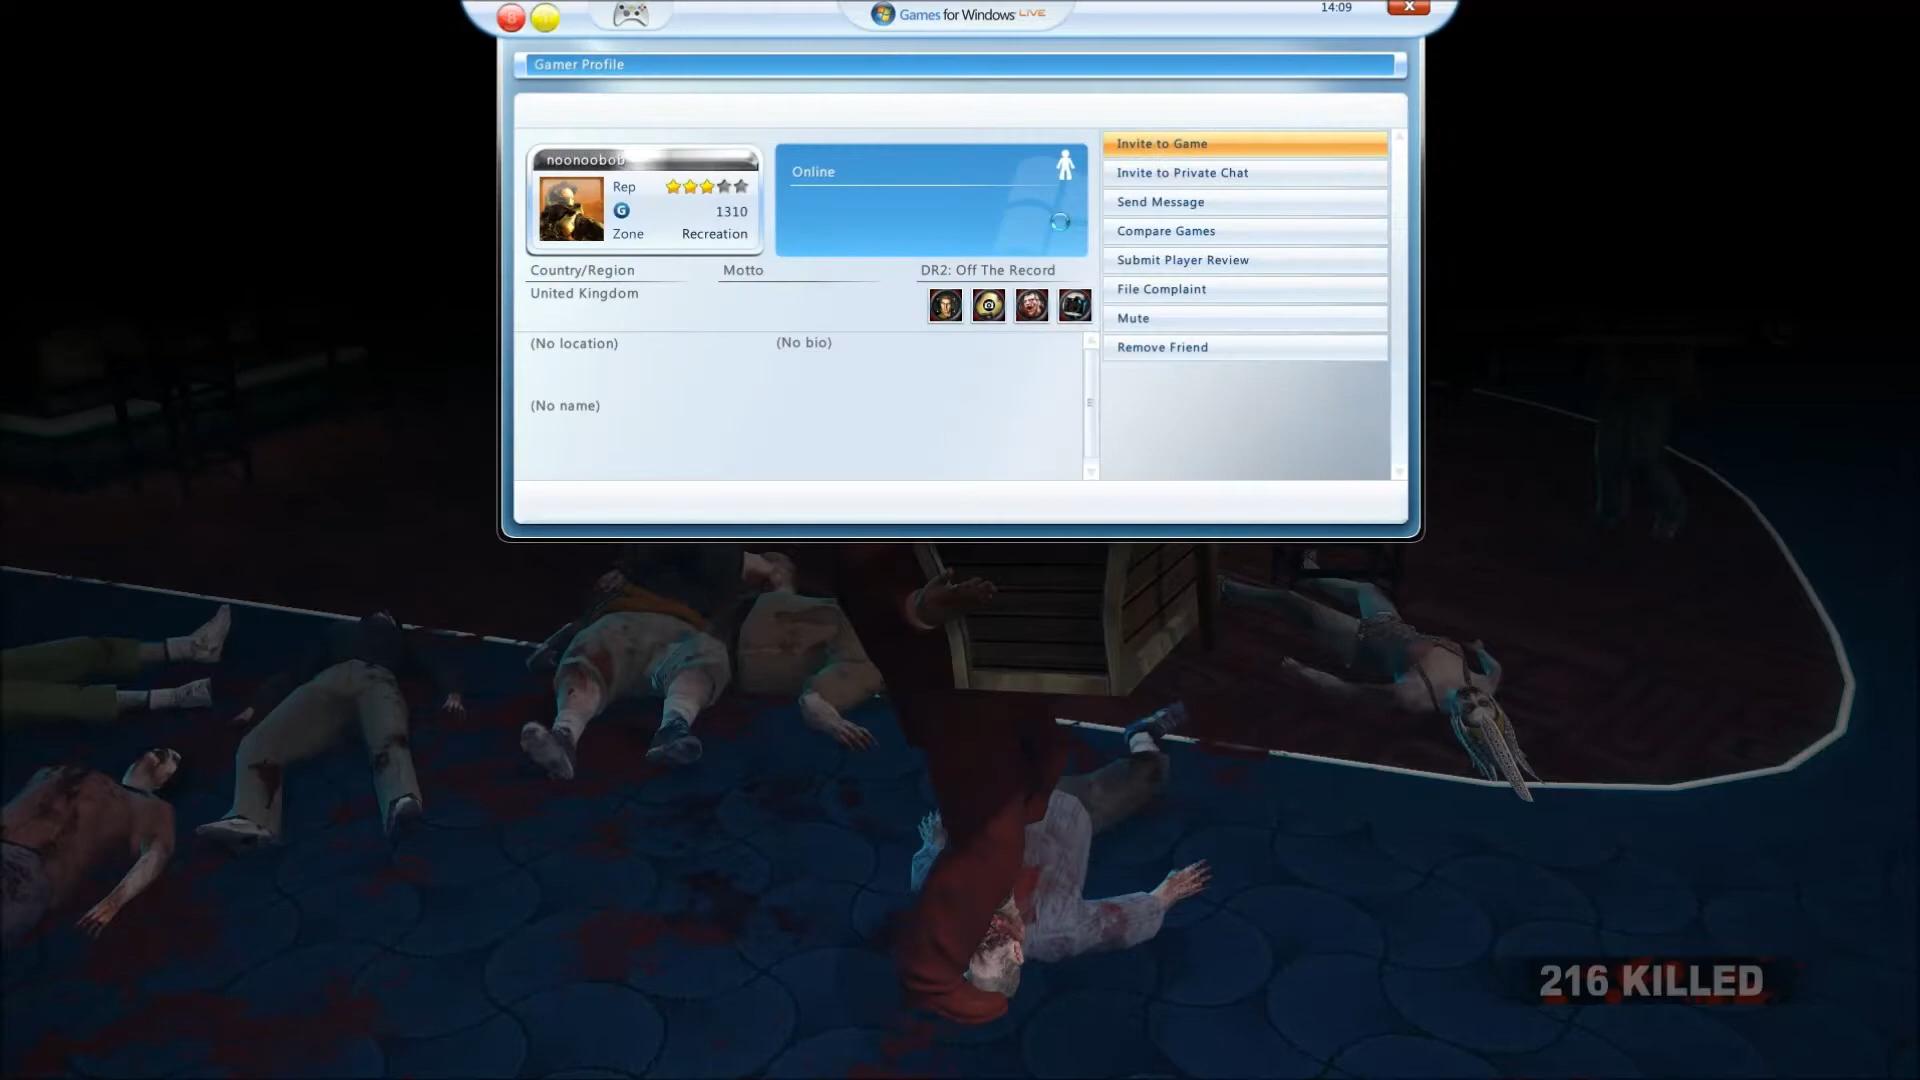 B
Games for Windows LIVE
14:09
X
Gamer Profile
noonoobob
Rep
G
1310
Zone
Recreation
Online
Country/Region
United Kingdom
Motto
DR2: Off The Record
(No location)
(No bio)
(No name)
Invite to Game
Invite to Private Chat
Send Message
Compare Games
Submit Player Review
File Complaint
Mute
Remove Friend
216 KILLED